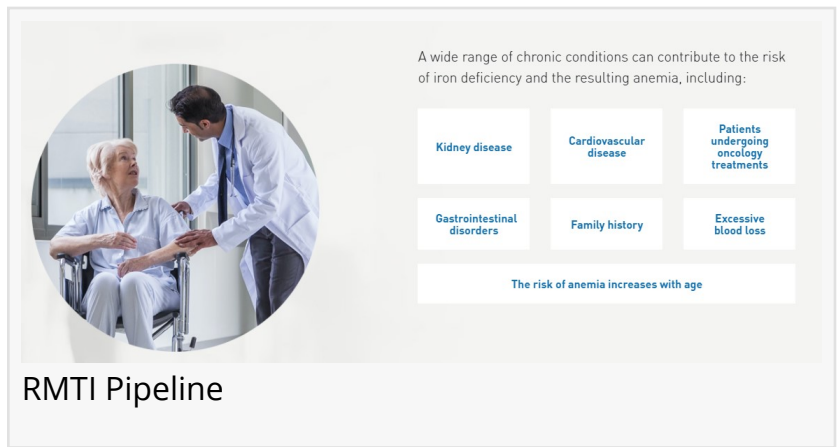 A wide range of chronic conditions can contribute to the risk
of iron deficiency and the resulting anemia, including:
Kidney disease
Cardiovascular
disease
Patients
undergoing
oncology
treatments
Gastrointestinal
disorders
Family history
Excessive
blood loss
The risk of anemia increases with age
RMTI Pipeline